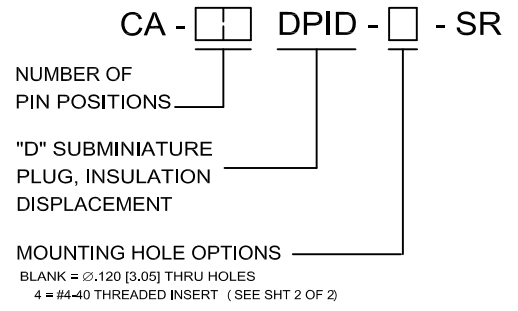 CA - DPID - - SR
NUMBER OF
PIN POSITIONS
"D" SUBMINIATURE
PLUG, INSULATION
DISPLACEMENT
MOUNTING HOLE OPTIONS
BLANK = ∅.120 [3.05] THRU HOLES
4 = #4-40 THREADED INSERT ( SEE SHT 2 OF 2)